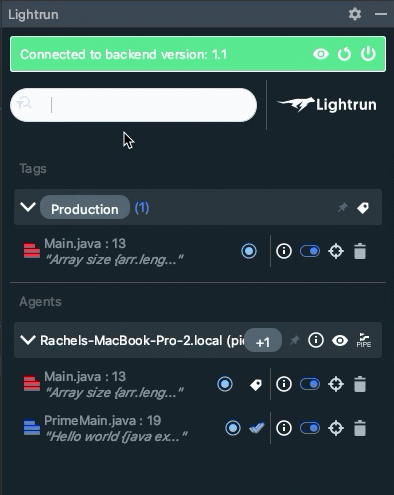 Lightrun
Connected to backend version: 1.1
Lightrun
Tags
Production (1)
Main.java : 13
"Array size {arr.leng..."
Agents
Rachels-MacBook-Pro-2.local (pi +1
PIPE
Main.java : 13
"Array size {arr.leng..."
PrimeMain.java : 19
"Hello world {java ex..."